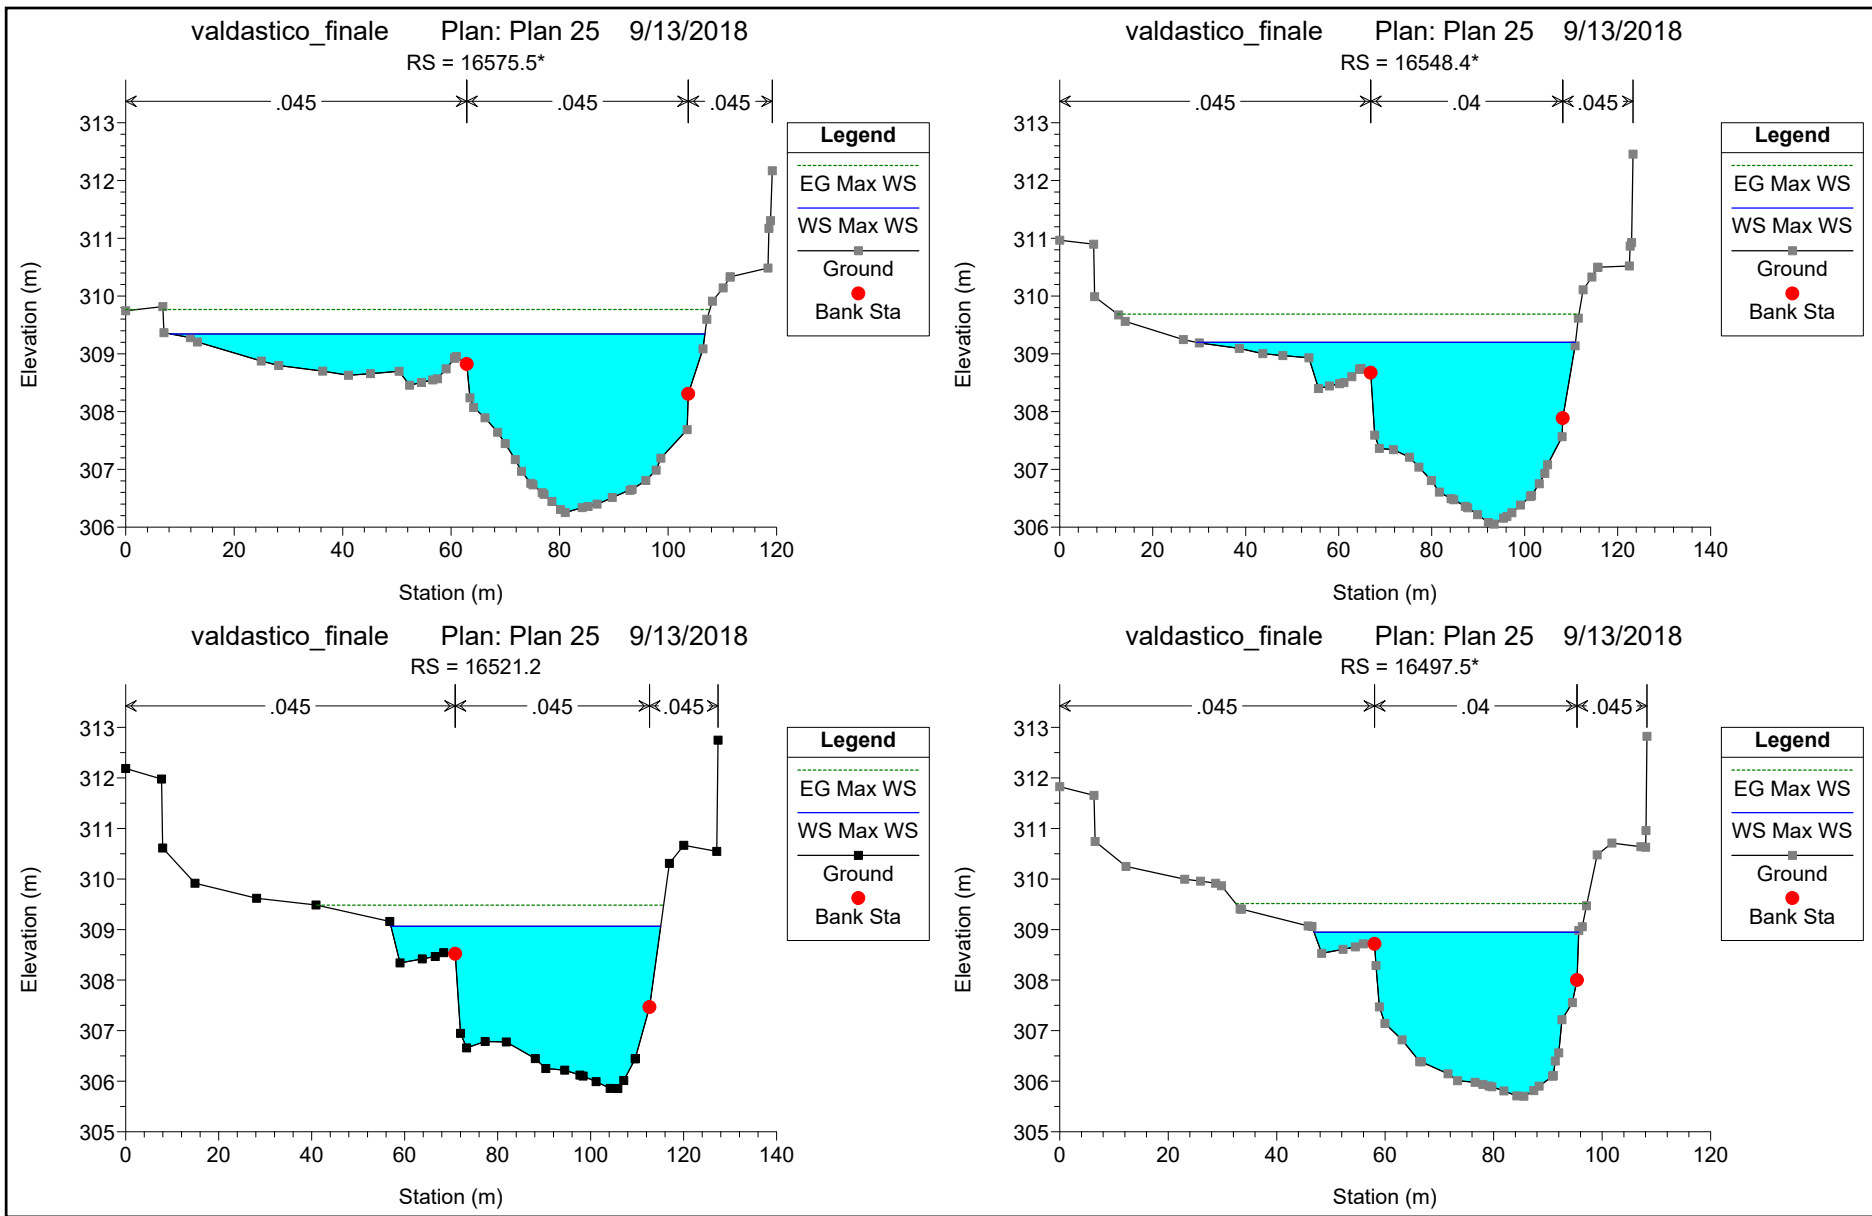 valdastico_finale Plan: Plan 25 9/13/2018
RS = 16575.5*
.045 .045 .045
313
312
311
310
309
308
307
306
0 20 40 60 80 100 120
Elevation (m)
Station (m)
Legend
EG Max WS
WS Max WS
Ground
Bank Sta
valdastico_finale Plan: Plan 25 9/13/2018
RS = 16548.4*
.045 .04 .045
313
312
311
310
309
308
307
306
0 20 40 60 80 100 120 140
Elevation (m)
Station (m)
Legend
EG Max WS
WS Max WS
Ground
Bank Sta
valdastico_finale Plan: Plan 25 9/13/2018
RS = 16521.2
.045 .045 .045
313
312
311
310
309
308
307
306
305
0 20 40 60 80 100 120 140
Elevation (m)
Station (m)
Legend
EG Max WS
WS Max WS
Ground
Bank Sta
valdastico_finale Plan: Plan 25 9/13/2018
RS = 16497.5*
.045 .04 .045
313
312
311
310
309
308
307
306
305
0 20 40 60 80 100 120
Elevation (m)
Station (m)
Legend
EG Max WS
WS Max WS
Ground
Bank Sta